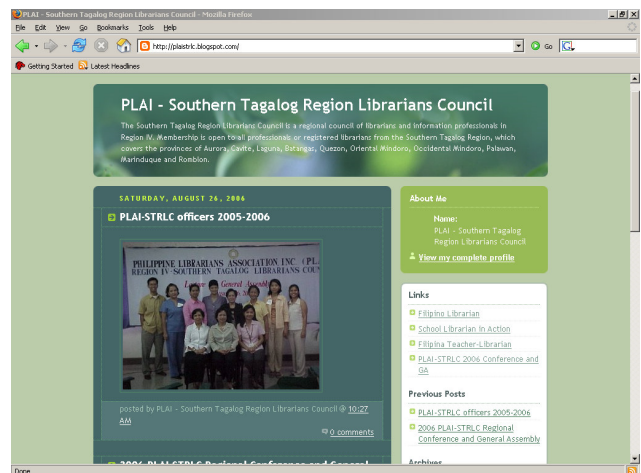 PLAI - Southern Tagalog Region Librarians Council - Mozilla Firefox
File Edit View Go Bookmarks Tools Help
http://plaistrlc.blogspot.com/
Go
Getting Started Latest Headlines
PLAI - Southern Tagalog Region Librarians Council
The Southern Tagalog Region Librarians Council is a regional council of librarians and information professionals in
Region IV. Membership is open to all professionals or registered librarians from the Southern Tagalog Region, which
covers the provinces of Aurora, Cavite, Laguna, Batangas, Quezon, Oriental Mindoro, Occidental Mindoro, Palawan,
Marinduque and Romblon.
SATURDAY, AUGUST 26, 2006
PLAI-STRLC officers 2005-2006
PHILIPPINE LIBRARIANS ASSOCIATION INC. (PL
REGION IV-SOUTHERN TAGALOG LIBRARIANS COUN
General Assembly
posted by PLAI - Southern Tagalog Region Librarians Council @ 10:27
AM
0 comments
2006 PLAI-STRLC Regional Conference and General
About Me
Name:
PLAI - Southern Tagalog
Region Librarians Council
View my complete profile
Links
Filipino Librarian
School Librarian in Action
Filipina Teacher-Librarian
PLAI-STRLC 2006 Conference and
GA
Previous Posts
PLAI-STRLC officers 2005-2006
2006 PLAI-STRLC Regional
Conference and General Assembly
Archives
Done